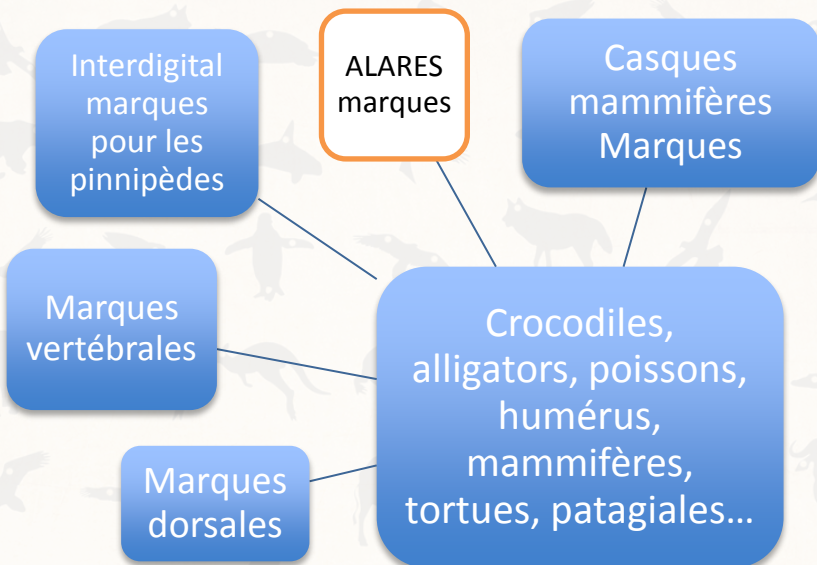 Interdigital
marques
pour les
pinnipèdes
ALARES
marques
Casques
mammifères
Marques
Marques
vertébrales
Crocodiles,
alligators, poissons,
humérus,
mammifères,
tortues, patagiales...
Marques
dorsales